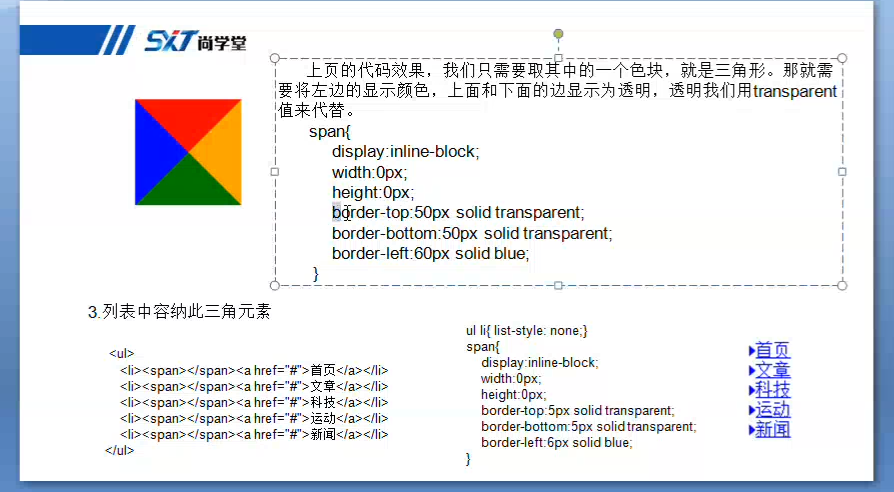 SXT尚学堂
上页的代码效果，我们只需要取其中的一个色块，就是三角形。那就需
要将左边的显示颜色，上面和下面的边显示为透明，透明我们用transparent
值来代替。
span{
display:inline-block;
width:0px;
height:0px;
border-top:50px solid transparent;
border-bottom:50px solid transparent;
border-left:60px solid blue;
}
3.列表中容纳此三角元素
<ul>
<li><span></span><a href="#">首页</a></li>
<li><span></span><a href="#">文章</a></li>
<li><span></span><a href="#">科技</a></li>
<li><span></span><a href="#">运动</a></li>
<li><span></span><a href="#">新闻</a></li>
</ul>
ul li{ list-style: none;}
span{
display:inline-block;
width:0px;
height:0px;
border-top:5px solid transparent;
border-bottom:5px solid transparent;
border-left:6px solid blue;
}
首页
文章
科技
运动
新闻